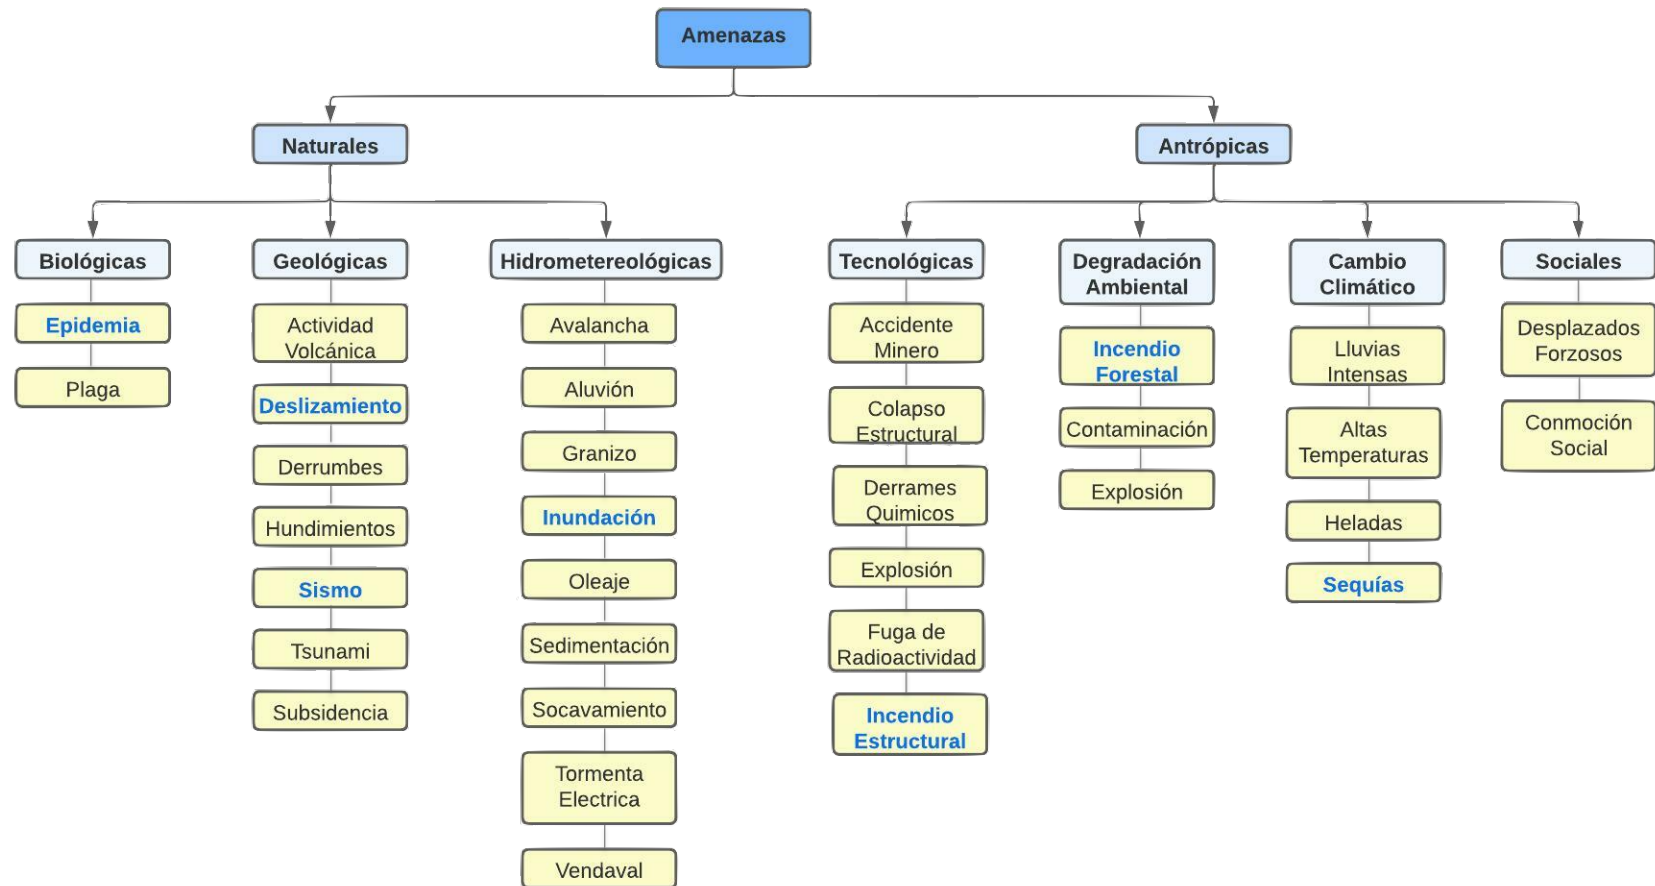 Amenazas
Naturales
Antrópicas
Biológicas
Geológicas
Hidrometereológicas
Tecnológicas
Degradación
Ambiental
Cambio
Climático
Sociales
Epidemia
Plaga
Actividad
Volcánica
Deslizamiento
Derrumbes
Hundimientos
Sismo
Tsunami
Subsidencia
Avalancha
Aluvión
Granizo
Inundación
Oleaje
Sedimentación
Socavamiento
Tormenta
Electrica
Vendaval
Accidente
Minero
Colapso
Estructural
Derrames
Quimicos
Explosión
Fuga de
Radioactividad
Incendio
Estructural
Incendio
Forestal
Contaminación
Explosión
Lluvias
Intensas
Altas
Temperaturas
Heladas
Sequías
Desplazados
Forzosos
Conmoción
Social